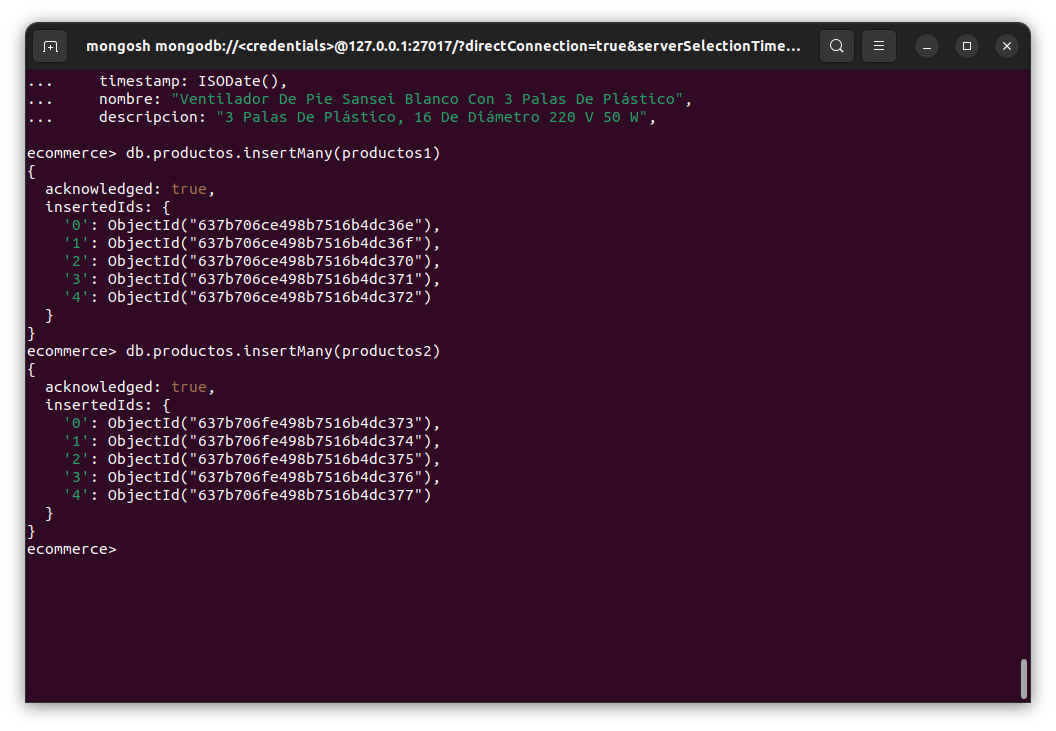 mongosh mongodb://<credentials>@127.0.0.1:27017/?directConnection=true&serverSelectionTime...
...     timestamp: ISODate(),
...     nombre: "Ventilador De Pie Sansei Blanco Con 3 Palas De Plástico",
...     descripcion: "3 Palas De Plástico, 16 De Diámetro 220 V 50 W",
ecommerce> db.productos.insertMany(productos1)
{
  acknowledged: true,
  insertedIds: {
    '0': ObjectId("637b706ce498b7516b4dc36e"),
    '1': ObjectId("637b706ce498b7516b4dc36f"),
    '2': ObjectId("637b706ce498b7516b4dc370"),
    '3': ObjectId("637b706ce498b7516b4dc371"),
    '4': ObjectId("637b706ce498b7516b4dc372")
  }
}
ecommerce> db.productos.insertMany(productos2)
{
  acknowledged: true,
  insertedIds: {
    '0': ObjectId("637b706fe498b7516b4dc373"),
    '1': ObjectId("637b706fe498b7516b4dc374"),
    '2': ObjectId("637b706fe498b7516b4dc375"),
    '3': ObjectId("637b706fe498b7516b4dc376"),
    '4': ObjectId("637b706fe498b7516b4dc377")
  }
}
ecommerce>